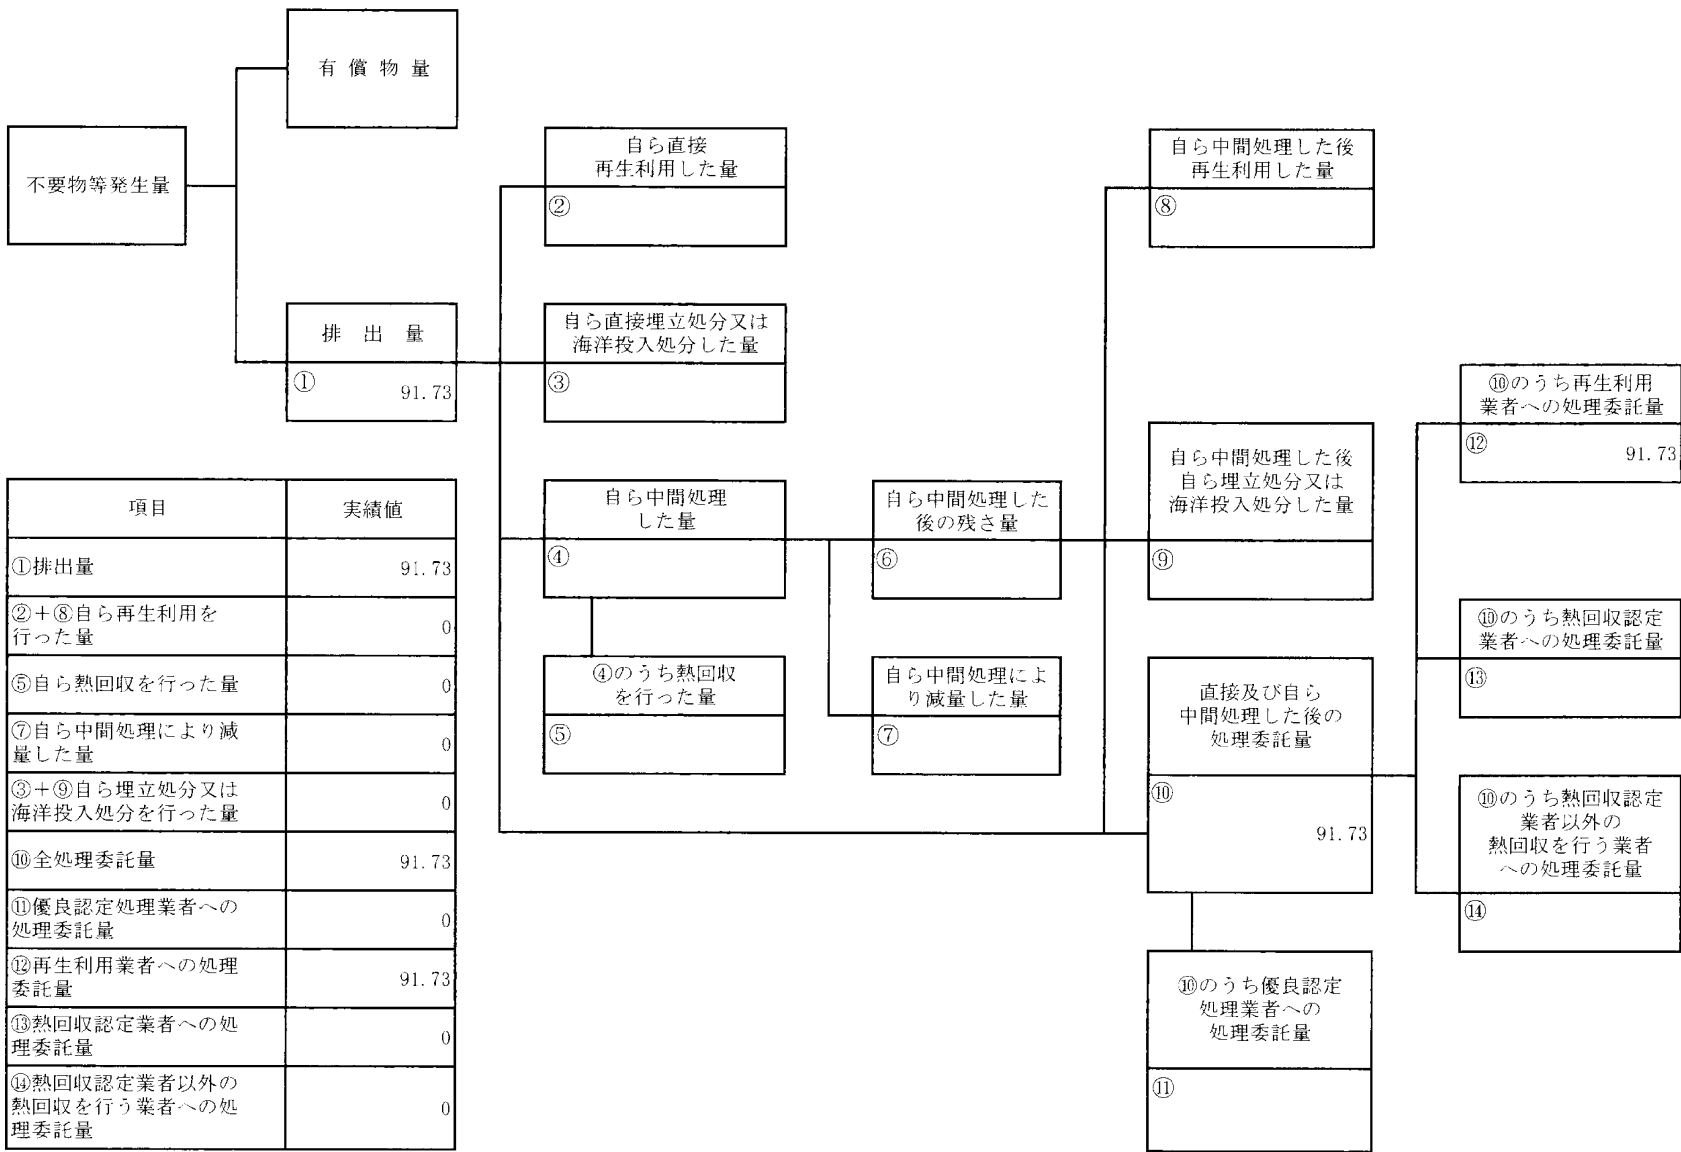 有償物量
不要物等発生量
排出量
①
91.73
自ら直接
再生利用した量
②
自ら直接埋立処分又は
海洋投入処分した量
③
自ら中間処理
した量
④
④のうち熱回収
を行った量
⑤
自ら中間処理した
後の残さ量
⑥
自ら中間処理によ
り減量した量
⑦
自ら中間処理した後
再生利用した量
⑧
自ら中間処理した後
自ら埋立処分又は
海洋投入処分した量
⑨
直接及び自ら
中間処理した後の
処理委託量
⑩
91.73
⑩のうち優良認定
処理業者への
処理委託量
⑪
⑩のうち再生利用
業者への処理委託量
⑫
91.73
⑩のうち熱回収認定
業者への処理委託量
⑬
⑩のうち熱回収認定
業者以外の
熱回収を行う業者
への処理委託量
⑭
項目 実績値
①排出量 91.73
②+⑧自ら再生利用を
行った量 0
⑤自ら熱回収を行った量 0
⑦自ら中間処理により減
量した量 0
③+⑨自ら埋立処分又は
海洋投入処分を行った量 0
⑩全処理委託量 91.73
⑪優良認定処理業者への
処理委託量 0
⑫再生利用業者への処理
委託量 91.73
⑬熱回収認定業者への処
理委託量 0
⑭熱回収認定業者以外の
熱回収を行う業者への処
理委託量 0